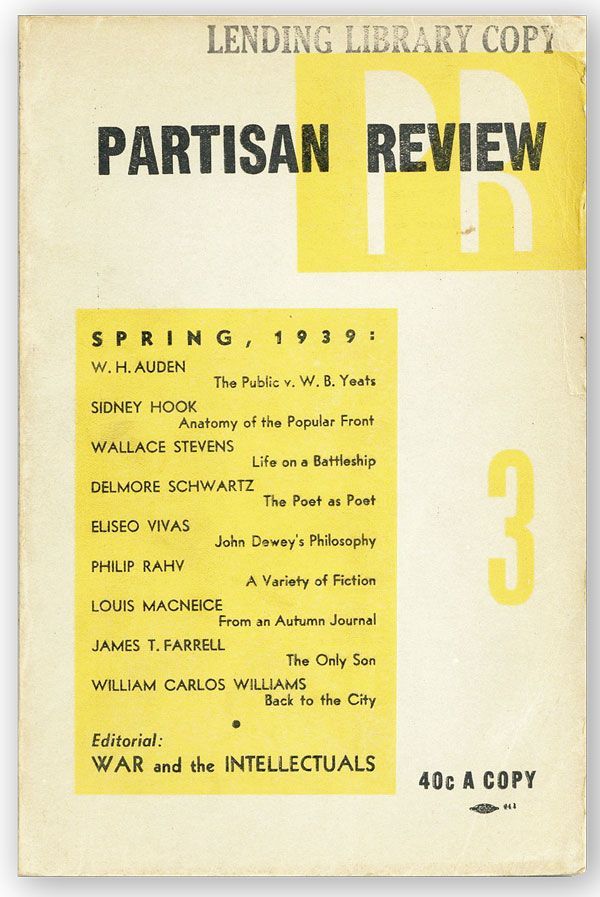 LENDING LIBRARY COPY
PR
PARTISAN REVIEW
SPRING, 1939:
W. H. AUDEN
The Public v. W. B. Yeats
SIDNEY HOOK
Anatomy of the Popular Front
WALLACE STEVENS
Life on a Battleship
DELMORE SCHWARTZ
The Poet as Poet
ELISEO VIVAS
John Dewey's Philosophy
PHILIP RAHV
A Variety of Fiction
LOUIS MACNEICE
From an Autumn Journal
JAMES T. FARRELL
The Only Son
WILLIAM CARLOS WILLIAMS
Back to the City
Editorial:
WAR and the INTELLECTUALS
3
40c A COPY